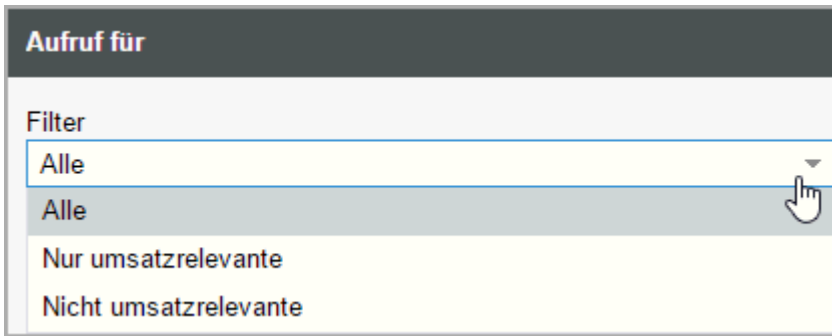 Aufruf für
Filter
Alle
Alle
Nur umsatzrelevante
Nicht umsatzrelevante